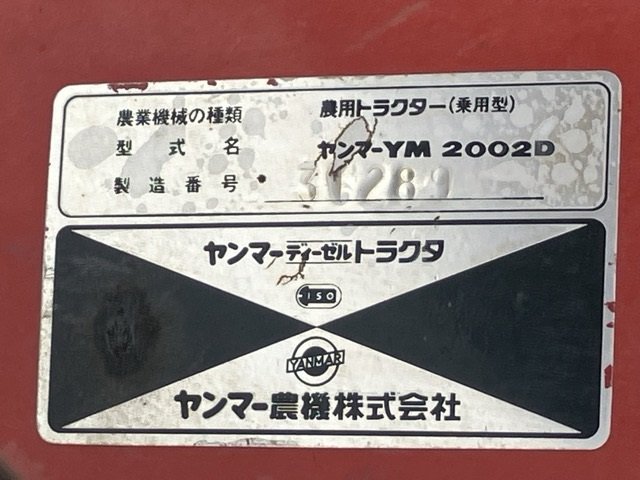 農業機械の種類 農用トラクター(乗用型)
型式名 ヤンマーYM 2002D
製造番号
ヤンマーディーゼルトラクタ
ISO
YANMAR
ヤンマー農機株式会社